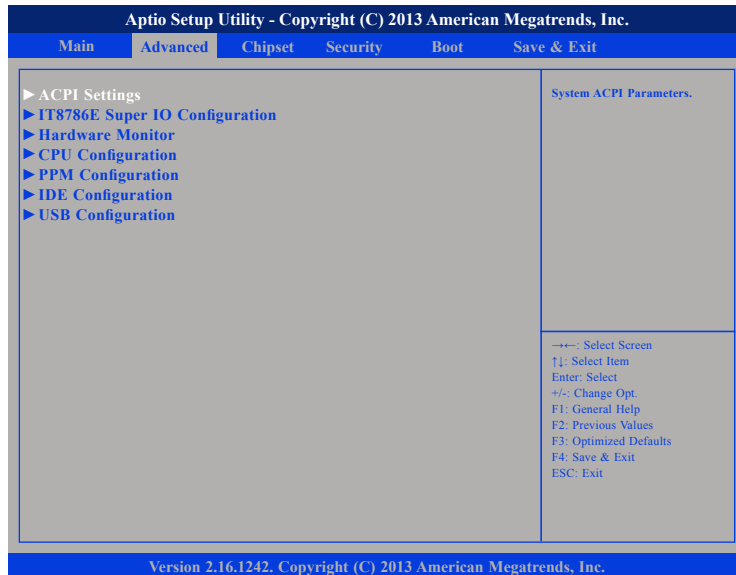 Aptio Setup Utility - Copyright (C) 2013 American Megatrends, Inc.
Main Advanced Chipset Security Boot Save & Exit
►ACPI Settings
►IT8786E Super IO Configuration
►Hardware Monitor
►CPU Configuration
►PPM Configuration
►IDE Configuration
►USB Configuration
System ACPI Parameters.
→←: Select Screen
↑↓: Select Item
Enter: Select
+/-: Change Opt.
F1: General Help
F2: Previous Values
F3: Optimized Defaults
F4: Save & Exit
ESC: Exit
Version 2.16.1242. Copyright (C) 2013 American Megatrends, Inc.